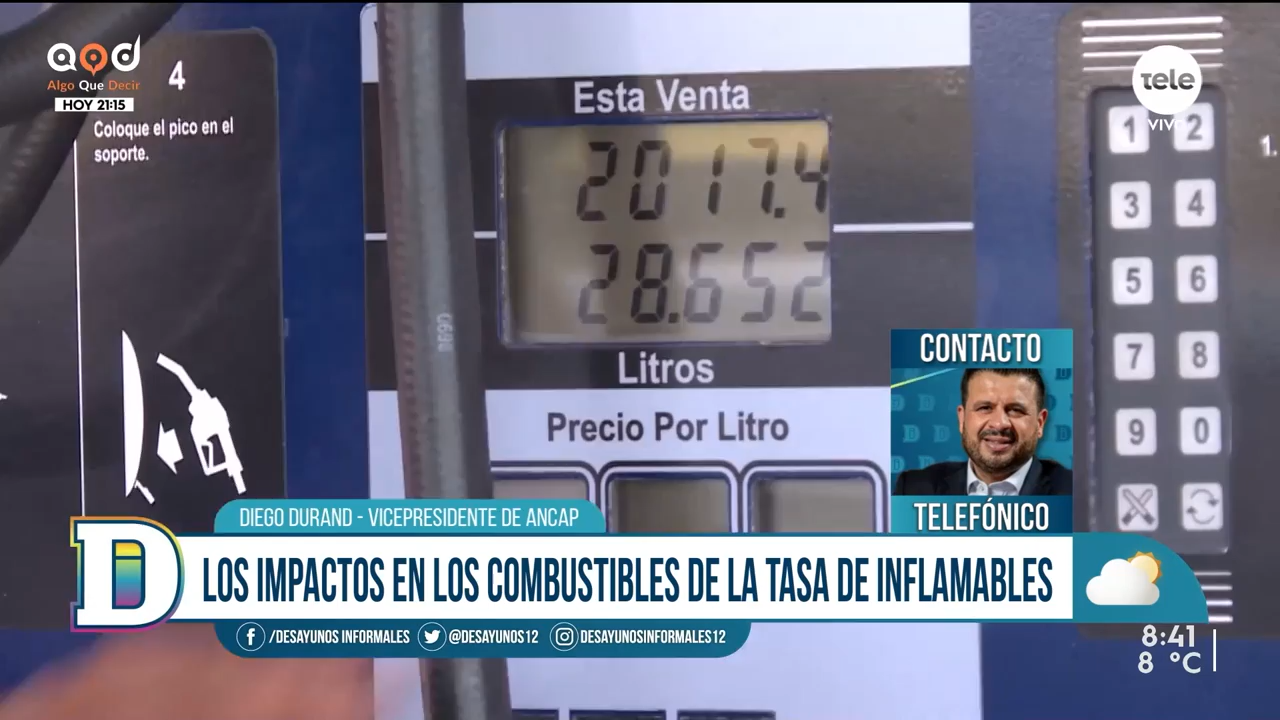 aqd
Algo Que Decir
HOY 21:15
4
Coloque el pico en el
soporte.
Esta Venta
2017.4
28.652
Litros
Precio Por Litro
0690
tele
VIVO
1 2
3 4
5 6
7 8
9 0
1.
CONTACTO
TELEFÓNICO
DIEGO DURAND - VICEPRESIDENTE DE ANCAP
D
LOS IMPACTOS EN LOS COMBUSTIBLES DE LA TASA DE INFLAMABLES
/DESAYUNOS INFORMALES @DESAYUNOS12 DESAYUNOSINFORMALES12
8:41
8 °C